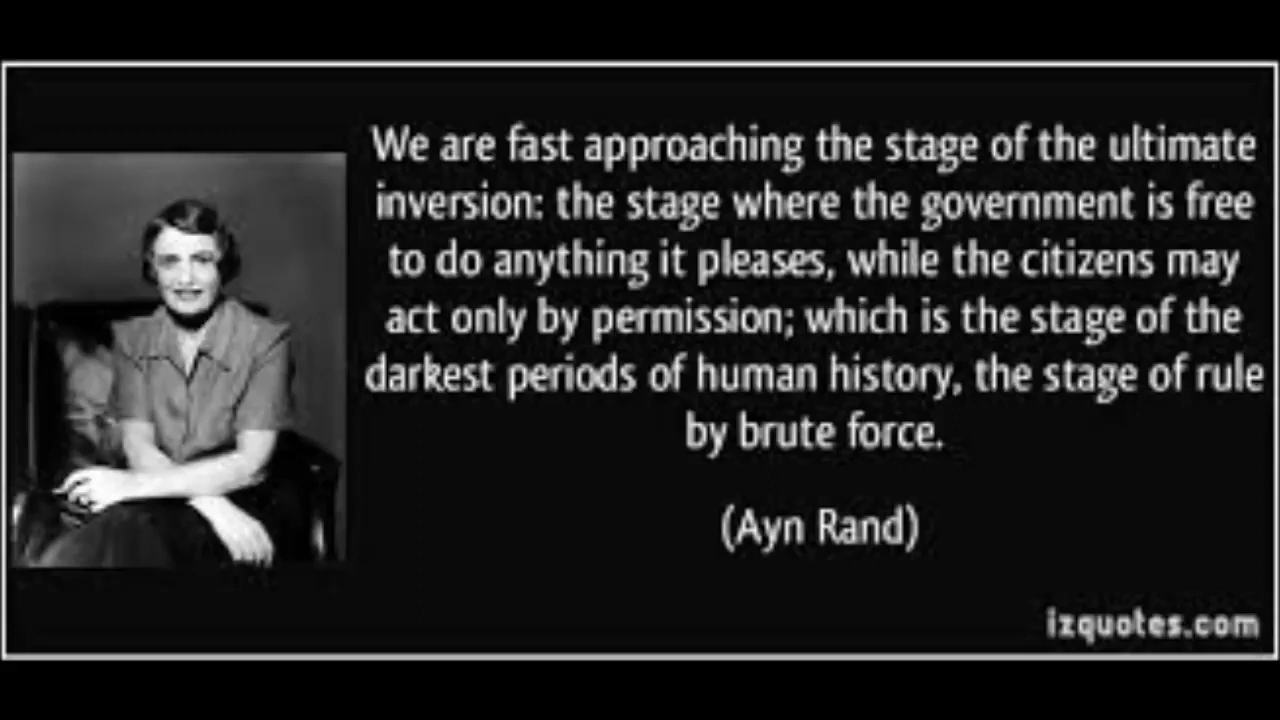 We are fast approaching the stage of the ultimate
inversion: the stage where the government is free
to do anything it pleases, while the citizens may
act only by permission; which is the stage of the
darkest periods of human history, the stage of rule
by brute force.
(Ayn Rand)
izquotes.com